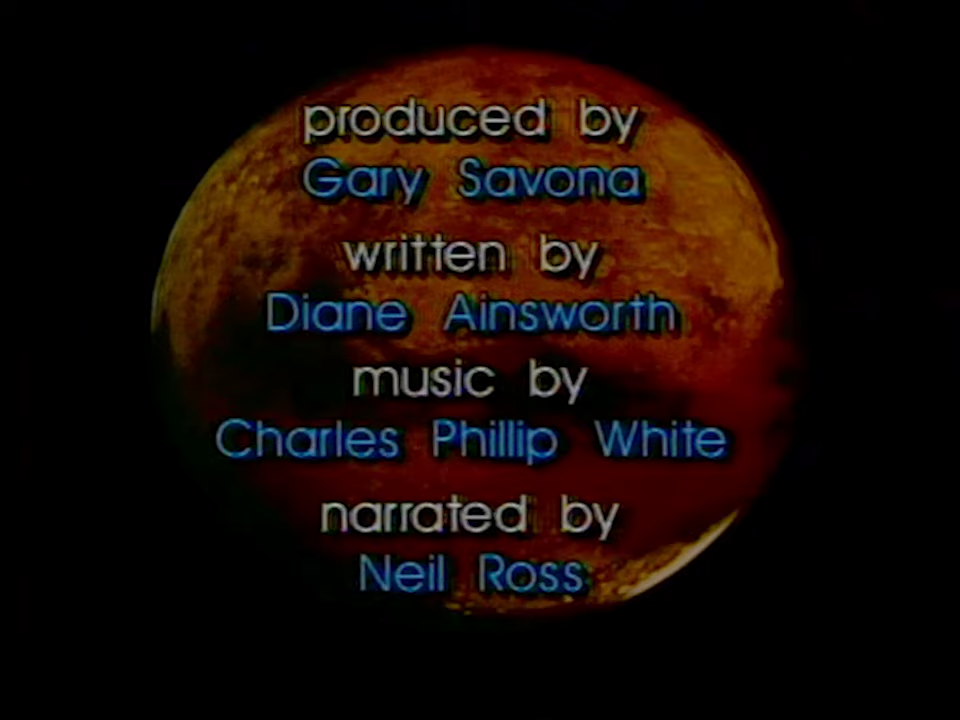 produced by
Gary Savona
written by
Diane Ainsworth
music by
Charles Phillip White
narrated by
Neil Ross